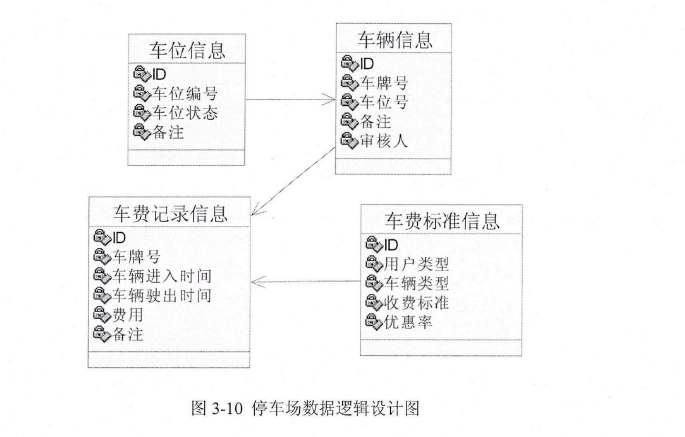 车位信息
ID
车位编号
车位状态
备注
车辆信息
ID
车牌号
车位号
备注
审核人
车费记录信息
ID
车牌号
车辆进入时间
车辆驶出时间
费用
备注
车费标准信息
ID
用户类型
车辆类型
收费标准
优惠率
图 3-10 停车场数据逻辑设计图